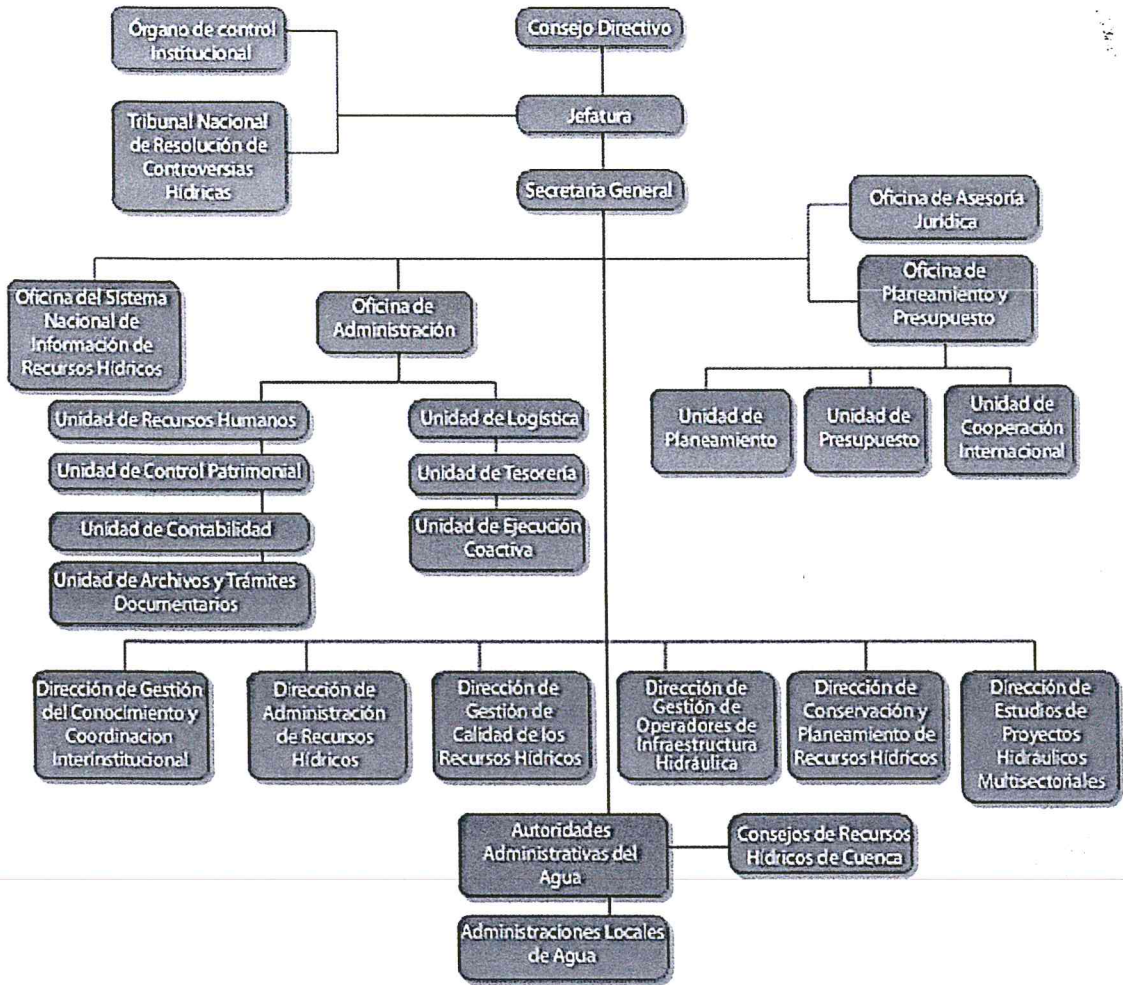 Órgano de control
Institucional
Consejo Directivo
Tribunal Nacional
de Resolución de
Controversias
Hídricas
Jefatura
Secretaria General
Oficina de Asesoría
Jurídica
Oficina del Sistema
Nacional de
Información de
Recursos Hídricos
Oficina de
Administración
Oficina de
Planeamiento y
Presupuesto
Unidad de Recursos Humanos
Unidad de Control Patrimonial
Unidad de Contabilidad
Unidad de Archivos y Trámites
Documentarios
Unidad de Logística
Unidad de Tesorería
Unidad de Ejecución
Coactiva
Unidad de
Planeamiento
Unidad de
Presupuesto
Unidad de
Cooperación
Internacional
Dirección de Gestión
del Conocimiento y
Coordinacion
Interinstitucional
Dirección de
Administración
de Recursos
Hídricos
Dirección de
Gestión de
Calidad de los
Recursos Hídricos
Dirección de
Gestión de
Operadores de
Infraestructura
Hidráulica
Dirección de
Conservación y
Planeamiento de
Recursos Hídricos
Dirección de
Estudios de
Proyectos
Hidráulicos
Multisectoriales
Autoridades
Administrativas del
Agua
Consejos de Recursos
Hídricos de Cuenca
Administraciones Locales
de Agua